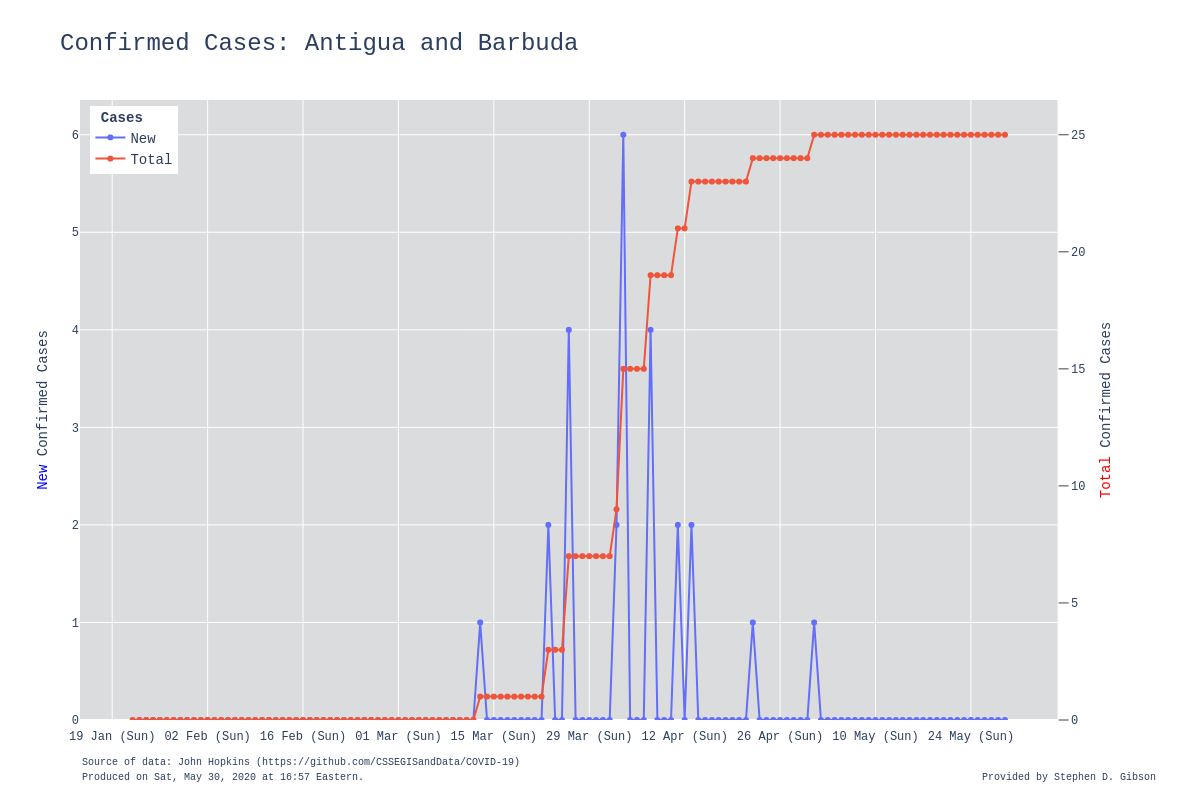 Confirmed Cases: Antigua and Barbuda
Cases
New
Total
6
5
4
3
2
1
0
New Confirmed Cases
25
20
15
10
5
0
Total Confirmed Cases
19 Jan (Sun) 02 Feb (Sun) 16 Feb (Sun) 01 Mar (Sun) 15 Mar (Sun) 29 Mar (Sun) 12 Apr (Sun) 26 Apr (Sun) 10 May (Sun) 24 May (Sun)
Source of data: John Hopkins (https://github.com/CSSEGISandData/COVID-19)
Produced on Sat, May 30, 2020 at 16:57 Eastern.
Provided by Stephen D. Gibson